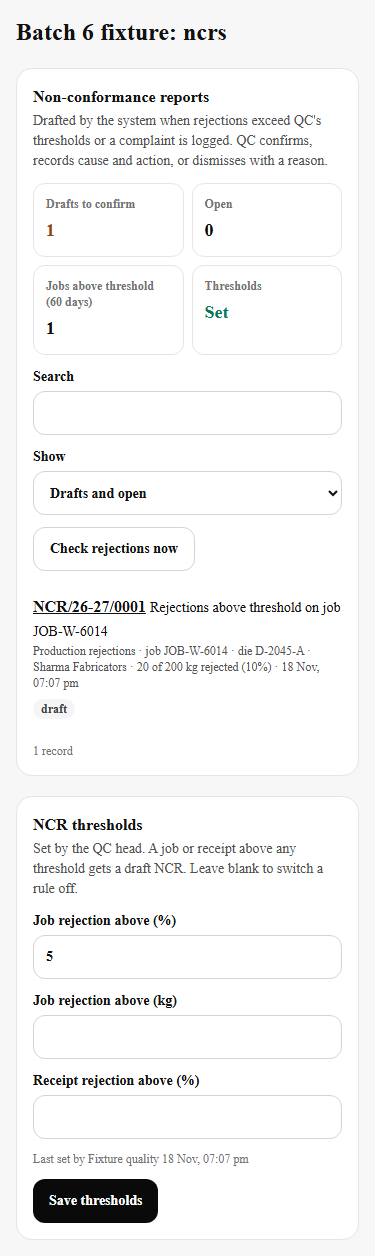 Batch 6 fixture: ncrs
Non-conformance reports
Drafted by the system when rejections exceed QC's
thresholds or a complaint is logged. QC confirms,
records cause and action, or dismisses with a reason.
Drafts to confirm
1
Open
0
Jobs above threshold
(60 days)
1
Thresholds
Set
Search
Show
Drafts and open
Check rejections now
NCR/26-27/0001 Rejections above threshold on job
JOB-W-6014
Production rejections · job JOB-W-6014 · die D-2045-A ·
Sharma Fabricators · 20 of 200 kg rejected (10%) · 18 Nov,
07:07 pm
draft
1 record
NCR thresholds
Set by the QC head. A job or receipt above any
threshold gets a draft NCR. Leave blank to switch a
rule off.
Job rejection above (%)
5
Job rejection above (kg)
Receipt rejection above (%)
Last set by Fixture quality 18 Nov, 07:07 pm
Save thresholds